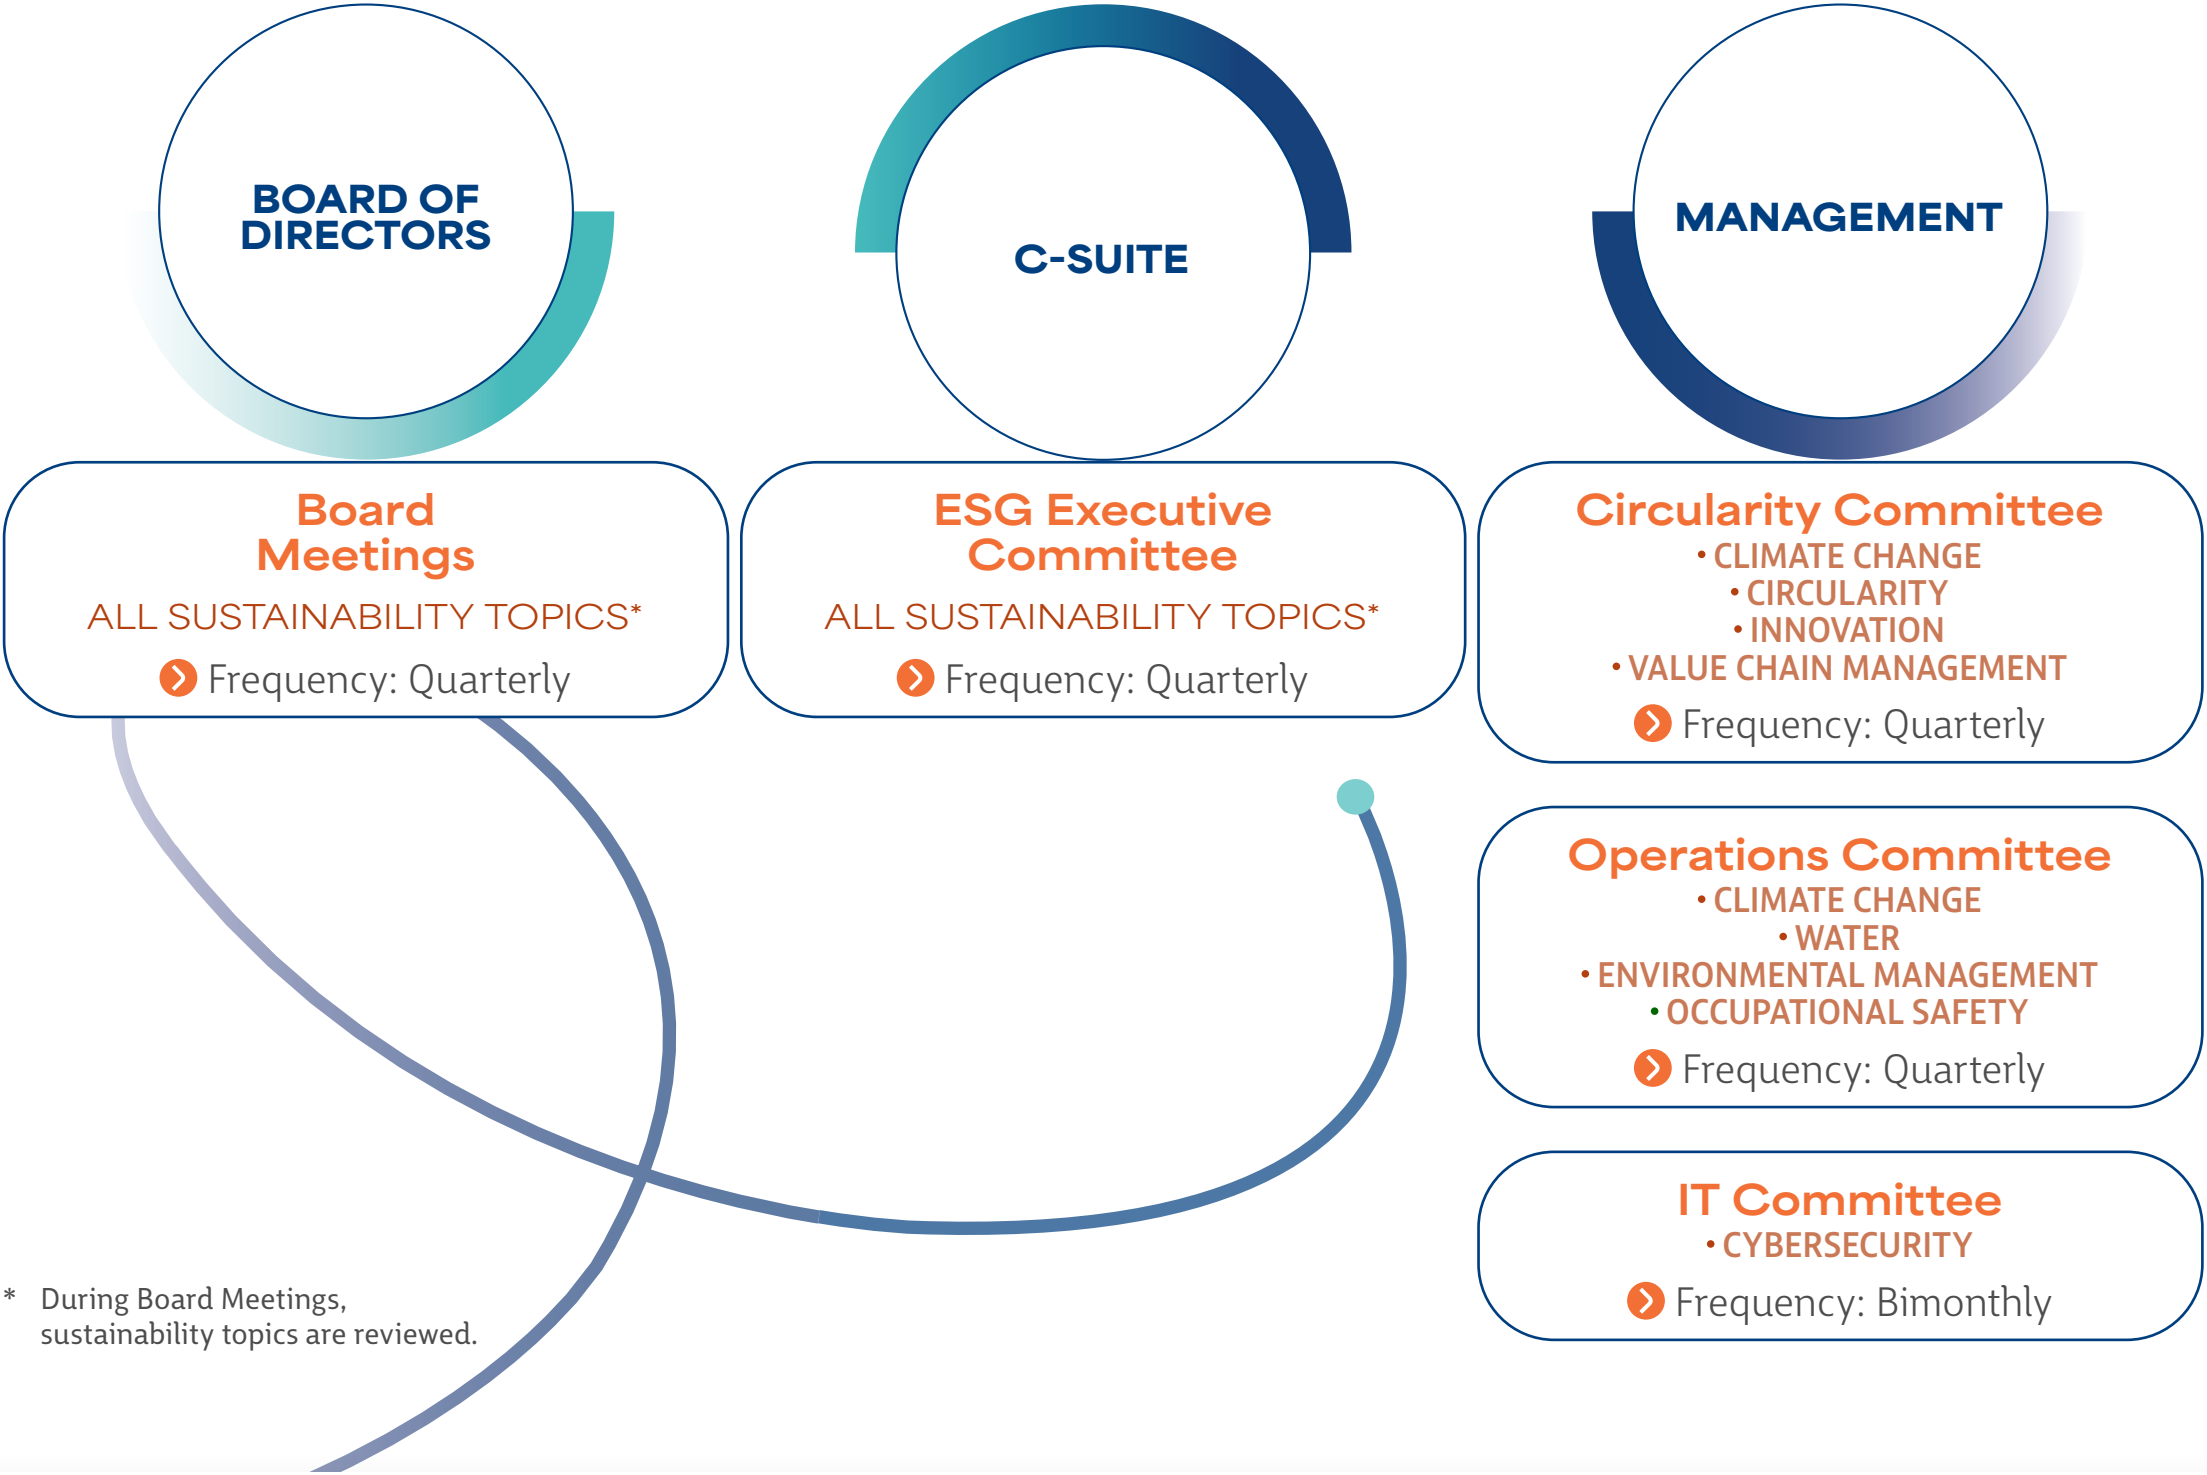 BOARD OF
DIRECTORS
Board
Meetings
ALL SUSTAINABILITY TOPICS*
Frequency: Quarterly
C-SUITE
ESG Executive
Committee
ALL SUSTAINABILITY TOPICS*
Frequency: Quarterly
MANAGEMENT
Circularity Committee
• CLIMATE CHANGE
• CIRCULARITY
• INNOVATION
• VALUE CHAIN MANAGEMENT
Frequency: Quarterly
Operations Committee
• CLIMATE CHANGE
• WATER
• ENVIRONMENTAL MANAGEMENT
• OCCUPATIONAL SAFETY
Frequency: Quarterly
IT Committee
• CYBERSECURITY
Frequency: Bimonthly
* During Board Meetings,
sustainability topics are reviewed.